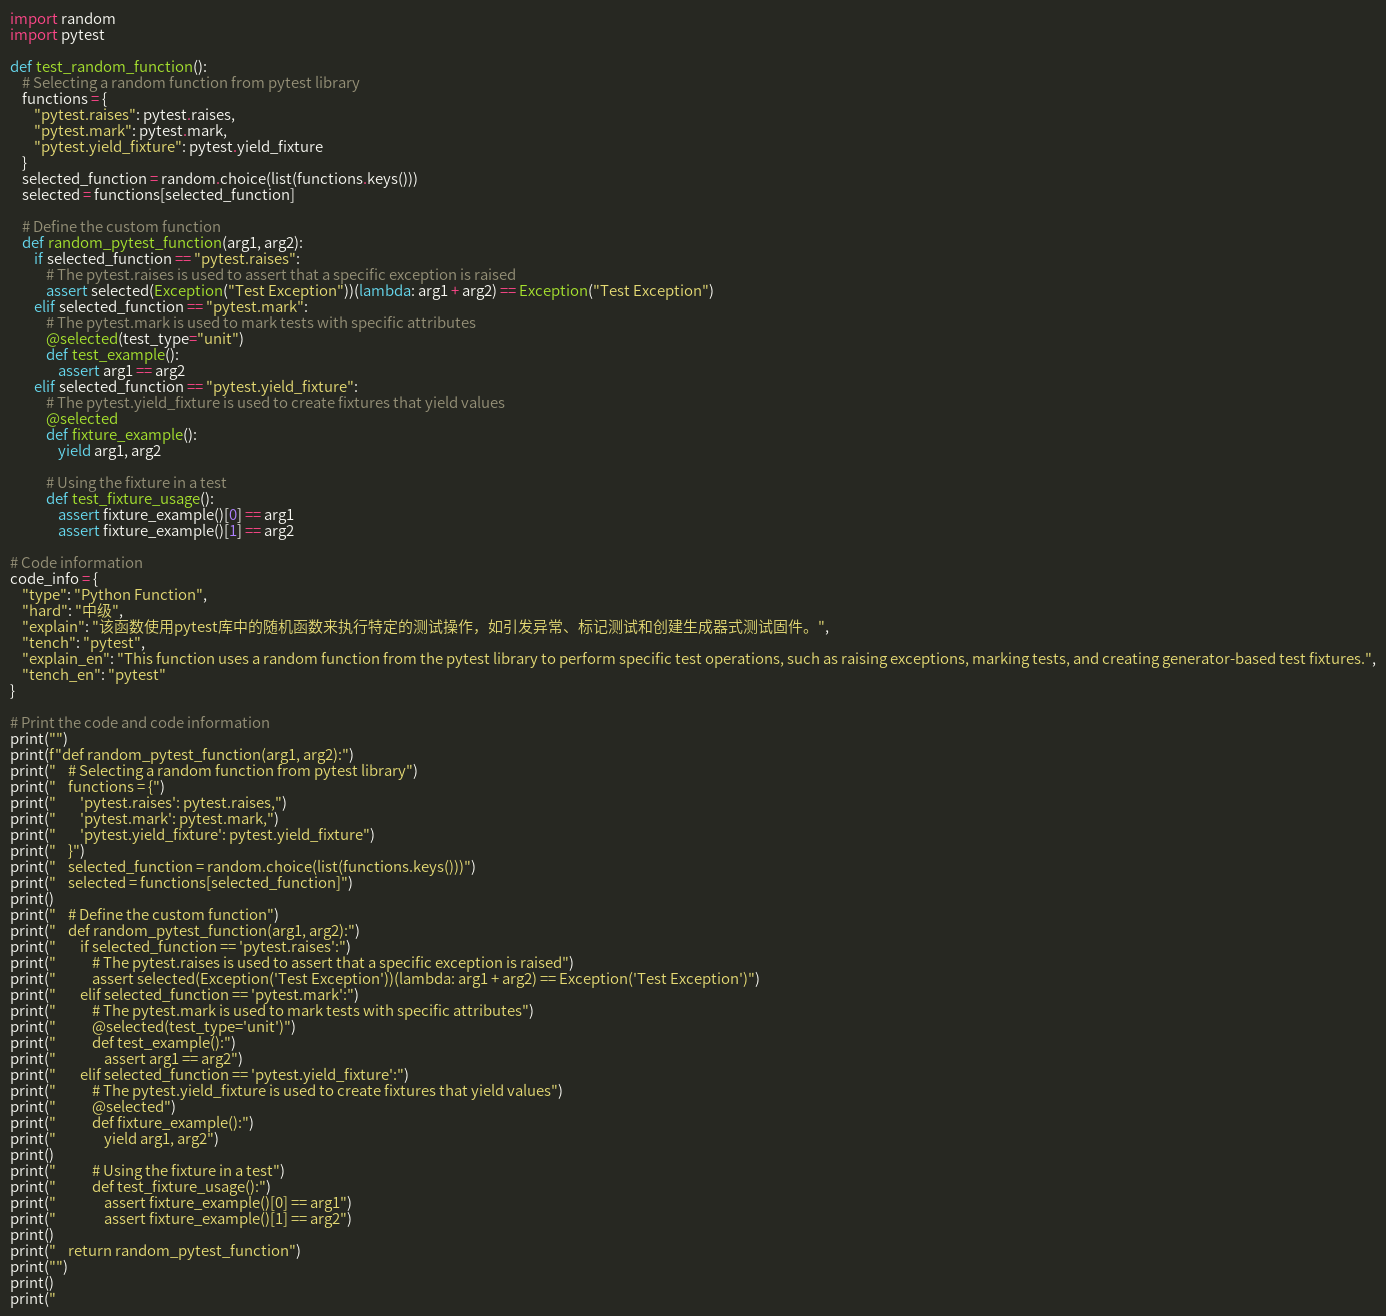 import random
import pytest

def test_random_function():
    # Selecting a random function from pytest library
    functions = {
        "pytest.raises": pytest.raises,
        "pytest.mark": pytest.mark,
        "pytest.yield_fixture": pytest.yield_fixture
    }
    selected_function = random.choice(list(functions.keys()))
    selected = functions[selected_function]

    # Define the custom function
    def random_pytest_function(arg1, arg2):
        if selected_function == "pytest.raises":
            # The pytest.raises is used to assert that a specific exception is raised
            assert selected(Exception("Test Exception"))(lambda: arg1 + arg2) == Exception("Test Exception")
        elif selected_function == "pytest.mark":
            # The pytest.mark is used to mark tests with specific attributes
            @selected(test_type="unit")
            def test_example():
                assert arg1 == arg2
        elif selected_function == "pytest.yield_fixture":
            # The pytest.yield_fixture is used to create fixtures that yield values
            @selected
            def fixture_example():
                yield arg1, arg2

            # Using the fixture in a test
            def test_fixture_usage():
                assert fixture_example()[0] == arg1
                assert fixture_example()[1] == arg2

# Code information
code_info = {
    "type": "Python Function",
    "hard": "中级",
    "explain": "该函数使用pytest库中的随机函数来执行特定的测试操作，如引发异常、标记测试和创建生成器式测试固件。",
    "tench": "pytest",
    "explain_en": "This function uses a random function from the pytest library to perform specific test operations, such as raising exceptions, marking tests, and creating generator-based test fixtures.",
    "tench_en": "pytest"
}

# Print the code and code information
print("")
print(f"def random_pytest_function(arg1, arg2):")
print("    # Selecting a random function from pytest library")
print("    functions = {")
print("        'pytest.raises': pytest.raises,")
print("        'pytest.mark': pytest.mark,")
print("        'pytest.yield_fixture': pytest.yield_fixture")
print("    }")
print("    selected_function = random.choice(list(functions.keys()))")
print("    selected = functions[selected_function]")
print()
print("    # Define the custom function")
print("    def random_pytest_function(arg1, arg2):")
print("        if selected_function == 'pytest.raises':")
print("            # The pytest.raises is used to assert that a specific exception is raised")
print("            assert selected(Exception('Test Exception'))(lambda: arg1 + arg2) == Exception('Test Exception')")
print("        elif selected_function == 'pytest.mark':")
print("            # The pytest.mark is used to mark tests with specific attributes")
print("            @selected(test_type='unit')")
print("            def test_example():")
print("                assert arg1 == arg2")
print("        elif selected_function == 'pytest.yield_fixture':")
print("            # The pytest.yield_fixture is used to create fixtures that yield values")
print("            @selected")
print("            def fixture_example():")
print("                yield arg1, arg2")
print()
print("            # Using the fixture in a test")
print("            def test_fixture_usage():")
print("                assert fixture_example()[0] == arg1")
print("                assert fixture_example()[1] == arg2")
print()
print("    return random_pytest_function")
print("")
print()
print("